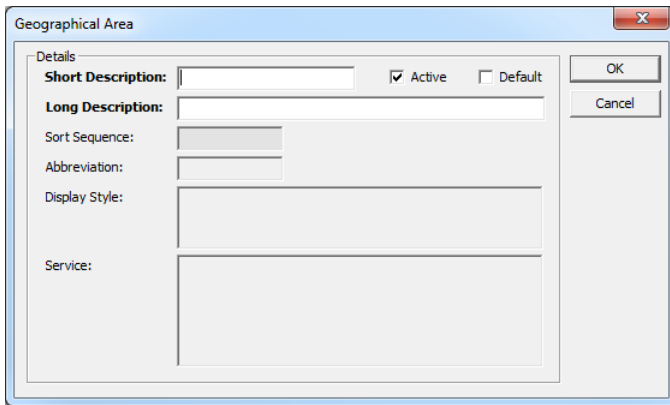 Geographical Area
Details
Short Description:
Active
Default
OK
Long Description:
Cancel
Sort Sequence:
Abbreviation:
Display Style:
Service: